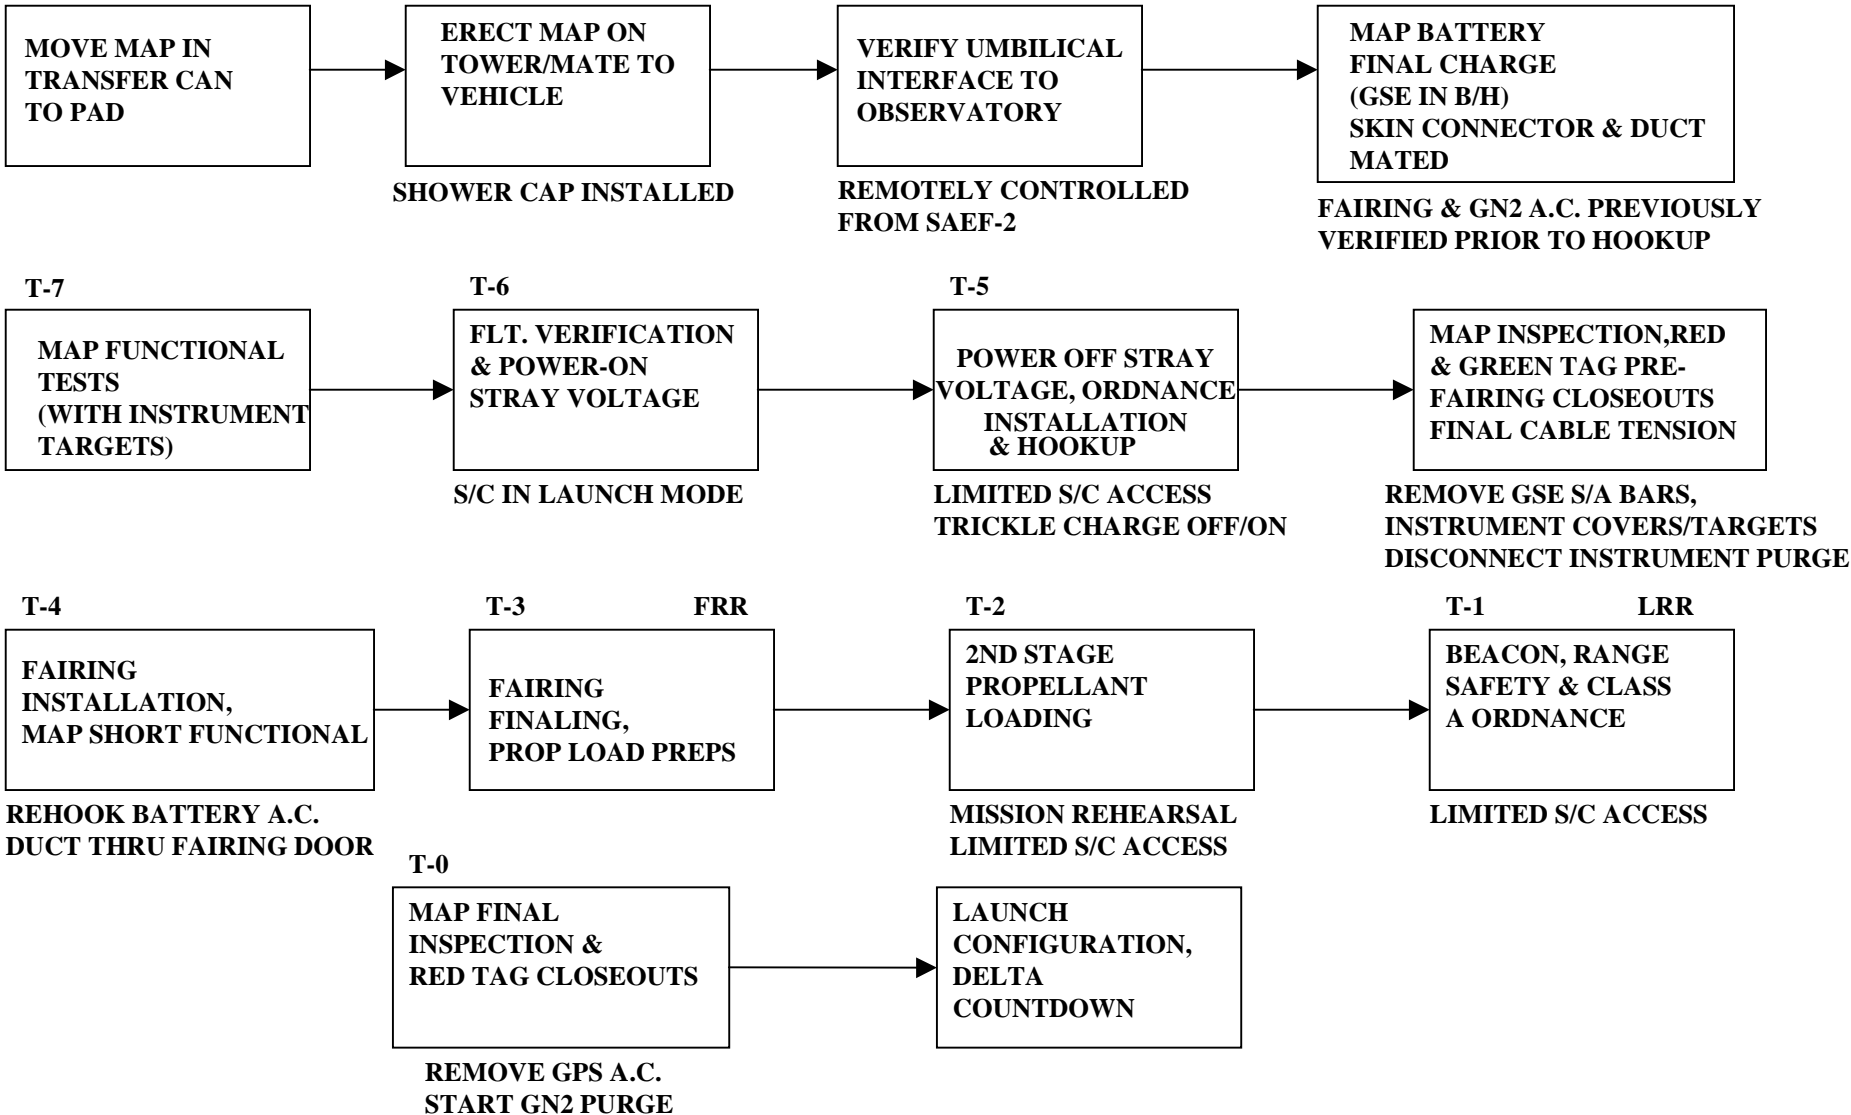 MOVE MAP IN
TRANSFER CAN
TO PAD
ERECT MAP ON
TOWER/MATE TO
VEHICLE
SHOWER CAP INSTALLED
VERIFY UMBILICAL
INTERFACE TO
OBSERVATORY
REMOTELY CONTROLLED
FROM SAEF-2
MAP BATTERY
FINAL CHARGE
(GSE IN B/H)
SKIN CONNECTOR & DUCT
MATED
FAIRING & GN2 A.C. PREVIOUSLY
VERIFIED PRIOR TO HOOKUP
T-7
MAP FUNCTIONAL
TESTS
(WITH INSTRUMENT
TARGETS)
T-6
FLT. VERIFICATION
& POWER-ON
STRAY VOLTAGE
S/C IN LAUNCH MODE
T-5
POWER OFF STRAY
VOLTAGE, ORDNANCE
INSTALLATION
& HOOKUP
LIMITED S/C ACCESS
TRICKLE CHARGE OFF/ON
MAP INSPECTION,RED
& GREEN TAG PRE-
FAIRING CLOSEOUTS
FINAL CABLE TENSION
REMOVE GSE S/A BARS,
INSTRUMENT COVERS/TARGETS
DISCONNECT INSTRUMENT PURGE
T-4
FAIRING
INSTALLATION,
MAP SHORT FUNCTIONAL
REHOOK BATTERY A.C.
DUCT THRU FAIRING DOOR
T-3 FRR
FAIRING
FINALING,
PROP LOAD PREPS
T-2
2ND STAGE
PROPELLANT
LOADING
MISSION REHEARSAL
LIMITED S/C ACCESS
T-1 LRR
BEACON, RANGE
SAFETY & CLASS
A ORDNANCE
LIMITED S/C ACCESS
T-0
MAP FINAL
INSPECTION &
RED TAG CLOSEOUTS
REMOVE GPS A.C.
START GN2 PURGE
LAUNCH
CONFIGURATION,
DELTA
COUNTDOWN